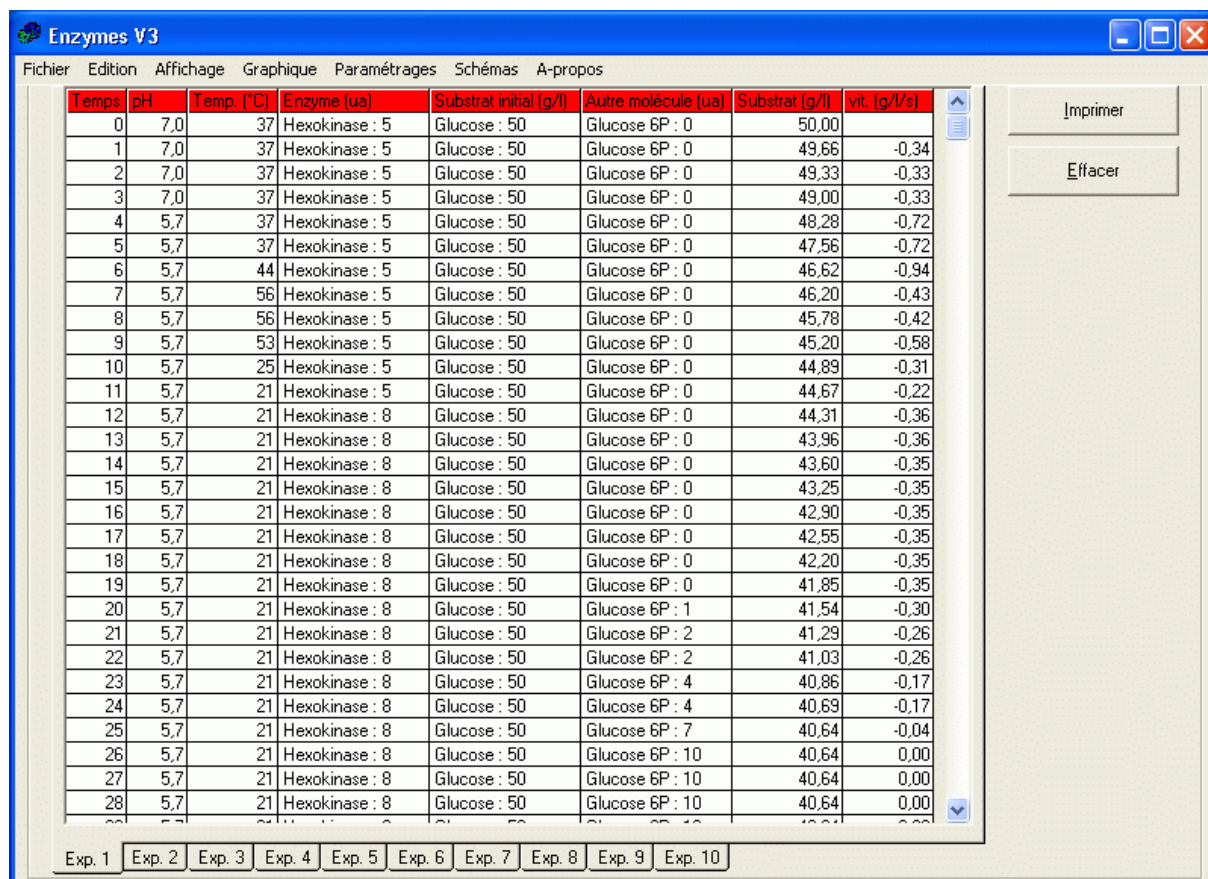 Enzymes V3
Fichier Edition Affichage Graphique Paramétrages Schémas A-propos
Temps pH Temp. (°C) Enzyme (ua) Substrat initial (g/l) Autre molécule (ua) Substrat (g/l) vit. (g/l/s)
Imprimer
0 7,0 37 Hexokinase : 5 Glucose : 50 Glucose 6P : 0 50,00
1 7,0 37 Hexokinase : 5 Glucose : 50 Glucose 6P : 0 49,66 -0,34
2 7,0 37 Hexokinase : 5 Glucose : 50 Glucose 6P : 0 49,33 -0,33
Effacer
3 7,0 37 Hexokinase : 5 Glucose : 50 Glucose 6P : 0 49,00 -0,33
4 5,7 37 Hexokinase : 5 Glucose : 50 Glucose 6P : 0 48,28 -0,72
5 5,7 37 Hexokinase : 5 Glucose : 50 Glucose 6P : 0 47,56 -0,72
6 5,7 44 Hexokinase : 5 Glucose : 50 Glucose 6P : 0 46,62 -0,94
7 5,7 56 Hexokinase : 5 Glucose : 50 Glucose 6P : 0 46,20 -0,43
8 5,7 56 Hexokinase : 5 Glucose : 50 Glucose 6P : 0 45,78 -0,42
9 5,7 53 Hexokinase : 5 Glucose : 50 Glucose 6P : 0 45,20 -0,58
10 5,7 25 Hexokinase : 5 Glucose : 50 Glucose 6P : 0 44,89 -0,31
11 5,7 21 Hexokinase : 5 Glucose : 50 Glucose 6P : 0 44,67 -0,22
12 5,7 21 Hexokinase : 8 Glucose : 50 Glucose 6P : 0 44,31 -0,36
13 5,7 21 Hexokinase : 8 Glucose : 50 Glucose 6P : 0 43,96 -0,36
14 5,7 21 Hexokinase : 8 Glucose : 50 Glucose 6P : 0 43,60 -0,35
15 5,7 21 Hexokinase : 8 Glucose : 50 Glucose 6P : 0 43,25 -0,35
16 5,7 21 Hexokinase : 8 Glucose : 50 Glucose 6P : 0 42,90 -0,35
17 5,7 21 Hexokinase : 8 Glucose : 50 Glucose 6P : 0 42,55 -0,35
18 5,7 21 Hexokinase : 8 Glucose : 50 Glucose 6P : 0 42,20 -0,35
19 5,7 21 Hexokinase : 8 Glucose : 50 Glucose 6P : 0 41,85 -0,35
20 5,7 21 Hexokinase : 8 Glucose : 50 Glucose 6P : 1 41,54 -0,30
21 5,7 21 Hexokinase : 8 Glucose : 50 Glucose 6P : 2 41,29 -0,26
22 5,7 21 Hexokinase : 8 Glucose : 50 Glucose 6P : 2 41,03 -0,26
23 5,7 21 Hexokinase : 8 Glucose : 50 Glucose 6P : 4 40,86 -0,17
24 5,7 21 Hexokinase : 8 Glucose : 50 Glucose 6P : 4 40,69 -0,17
25 5,7 21 Hexokinase : 8 Glucose : 50 Glucose 6P : 7 40,64 -0,04
26 5,7 21 Hexokinase : 8 Glucose : 50 Glucose 6P : 10 40,64 0,00
27 5,7 21 Hexokinase : 8 Glucose : 50 Glucose 6P : 10 40,64 0,00
28 5,7 21 Hexokinase : 8 Glucose : 50 Glucose 6P : 10 40,64 0,00
Exp. 1 Exp. 2 Exp. 3 Exp. 4 Exp. 5 Exp. 6 Exp. 7 Exp. 8 Exp. 9 Exp. 10